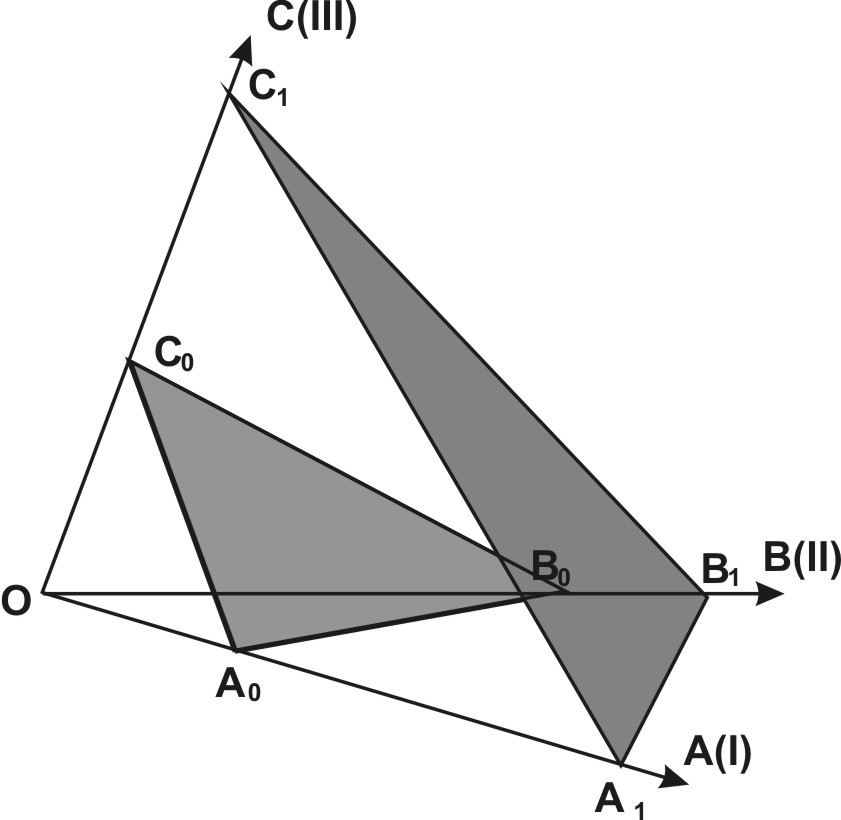 C(III)
C1
C0
B0
B1
B(II)
O
A0
A(I)
A 1